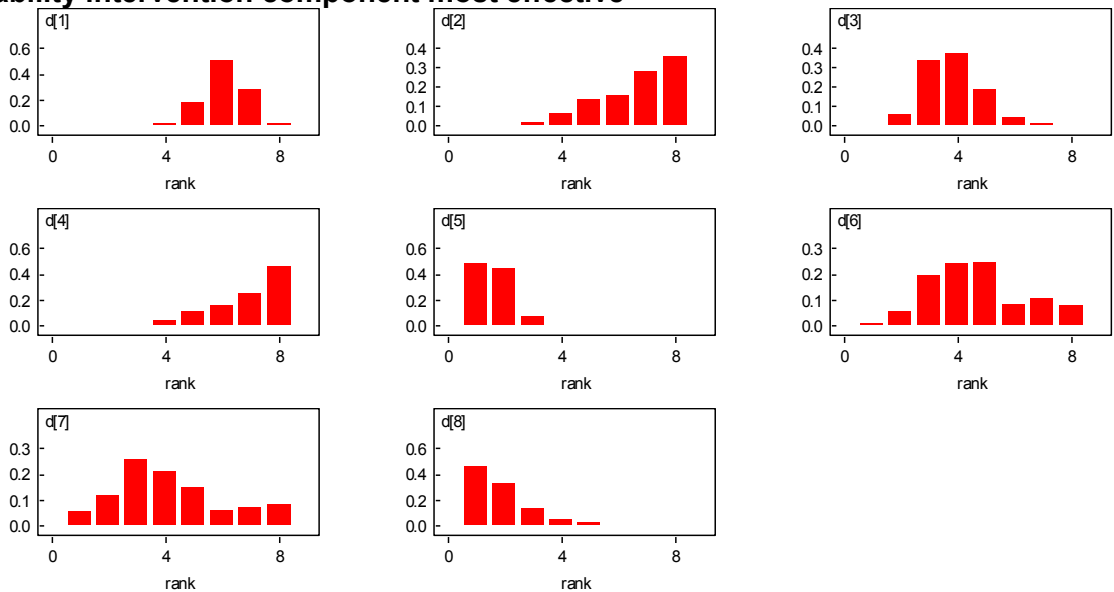 ability intervention component most effective
d[1] d[2] d[3]
0.6 0.4 0.4
0.4 0.3 0.3
0.2 0.2 0.2
0.1 0.1
0.0 0.0 0.0
0 4 8 0 4 8 0 4 8
rank rank rank
d[4] d[5] d[6]
0.6 0.6 0.3
0.4 0.4 0.2
0.2 0.2 0.1
0.0 0.0 0.0
0 4 8 0 4 8 0 4 8
rank rank rank
d[7] d[8]
0.3 0.6
0.2 0.4
0.1 0.2
0.0 0.0
0 4 8 0 4 8
rank rank